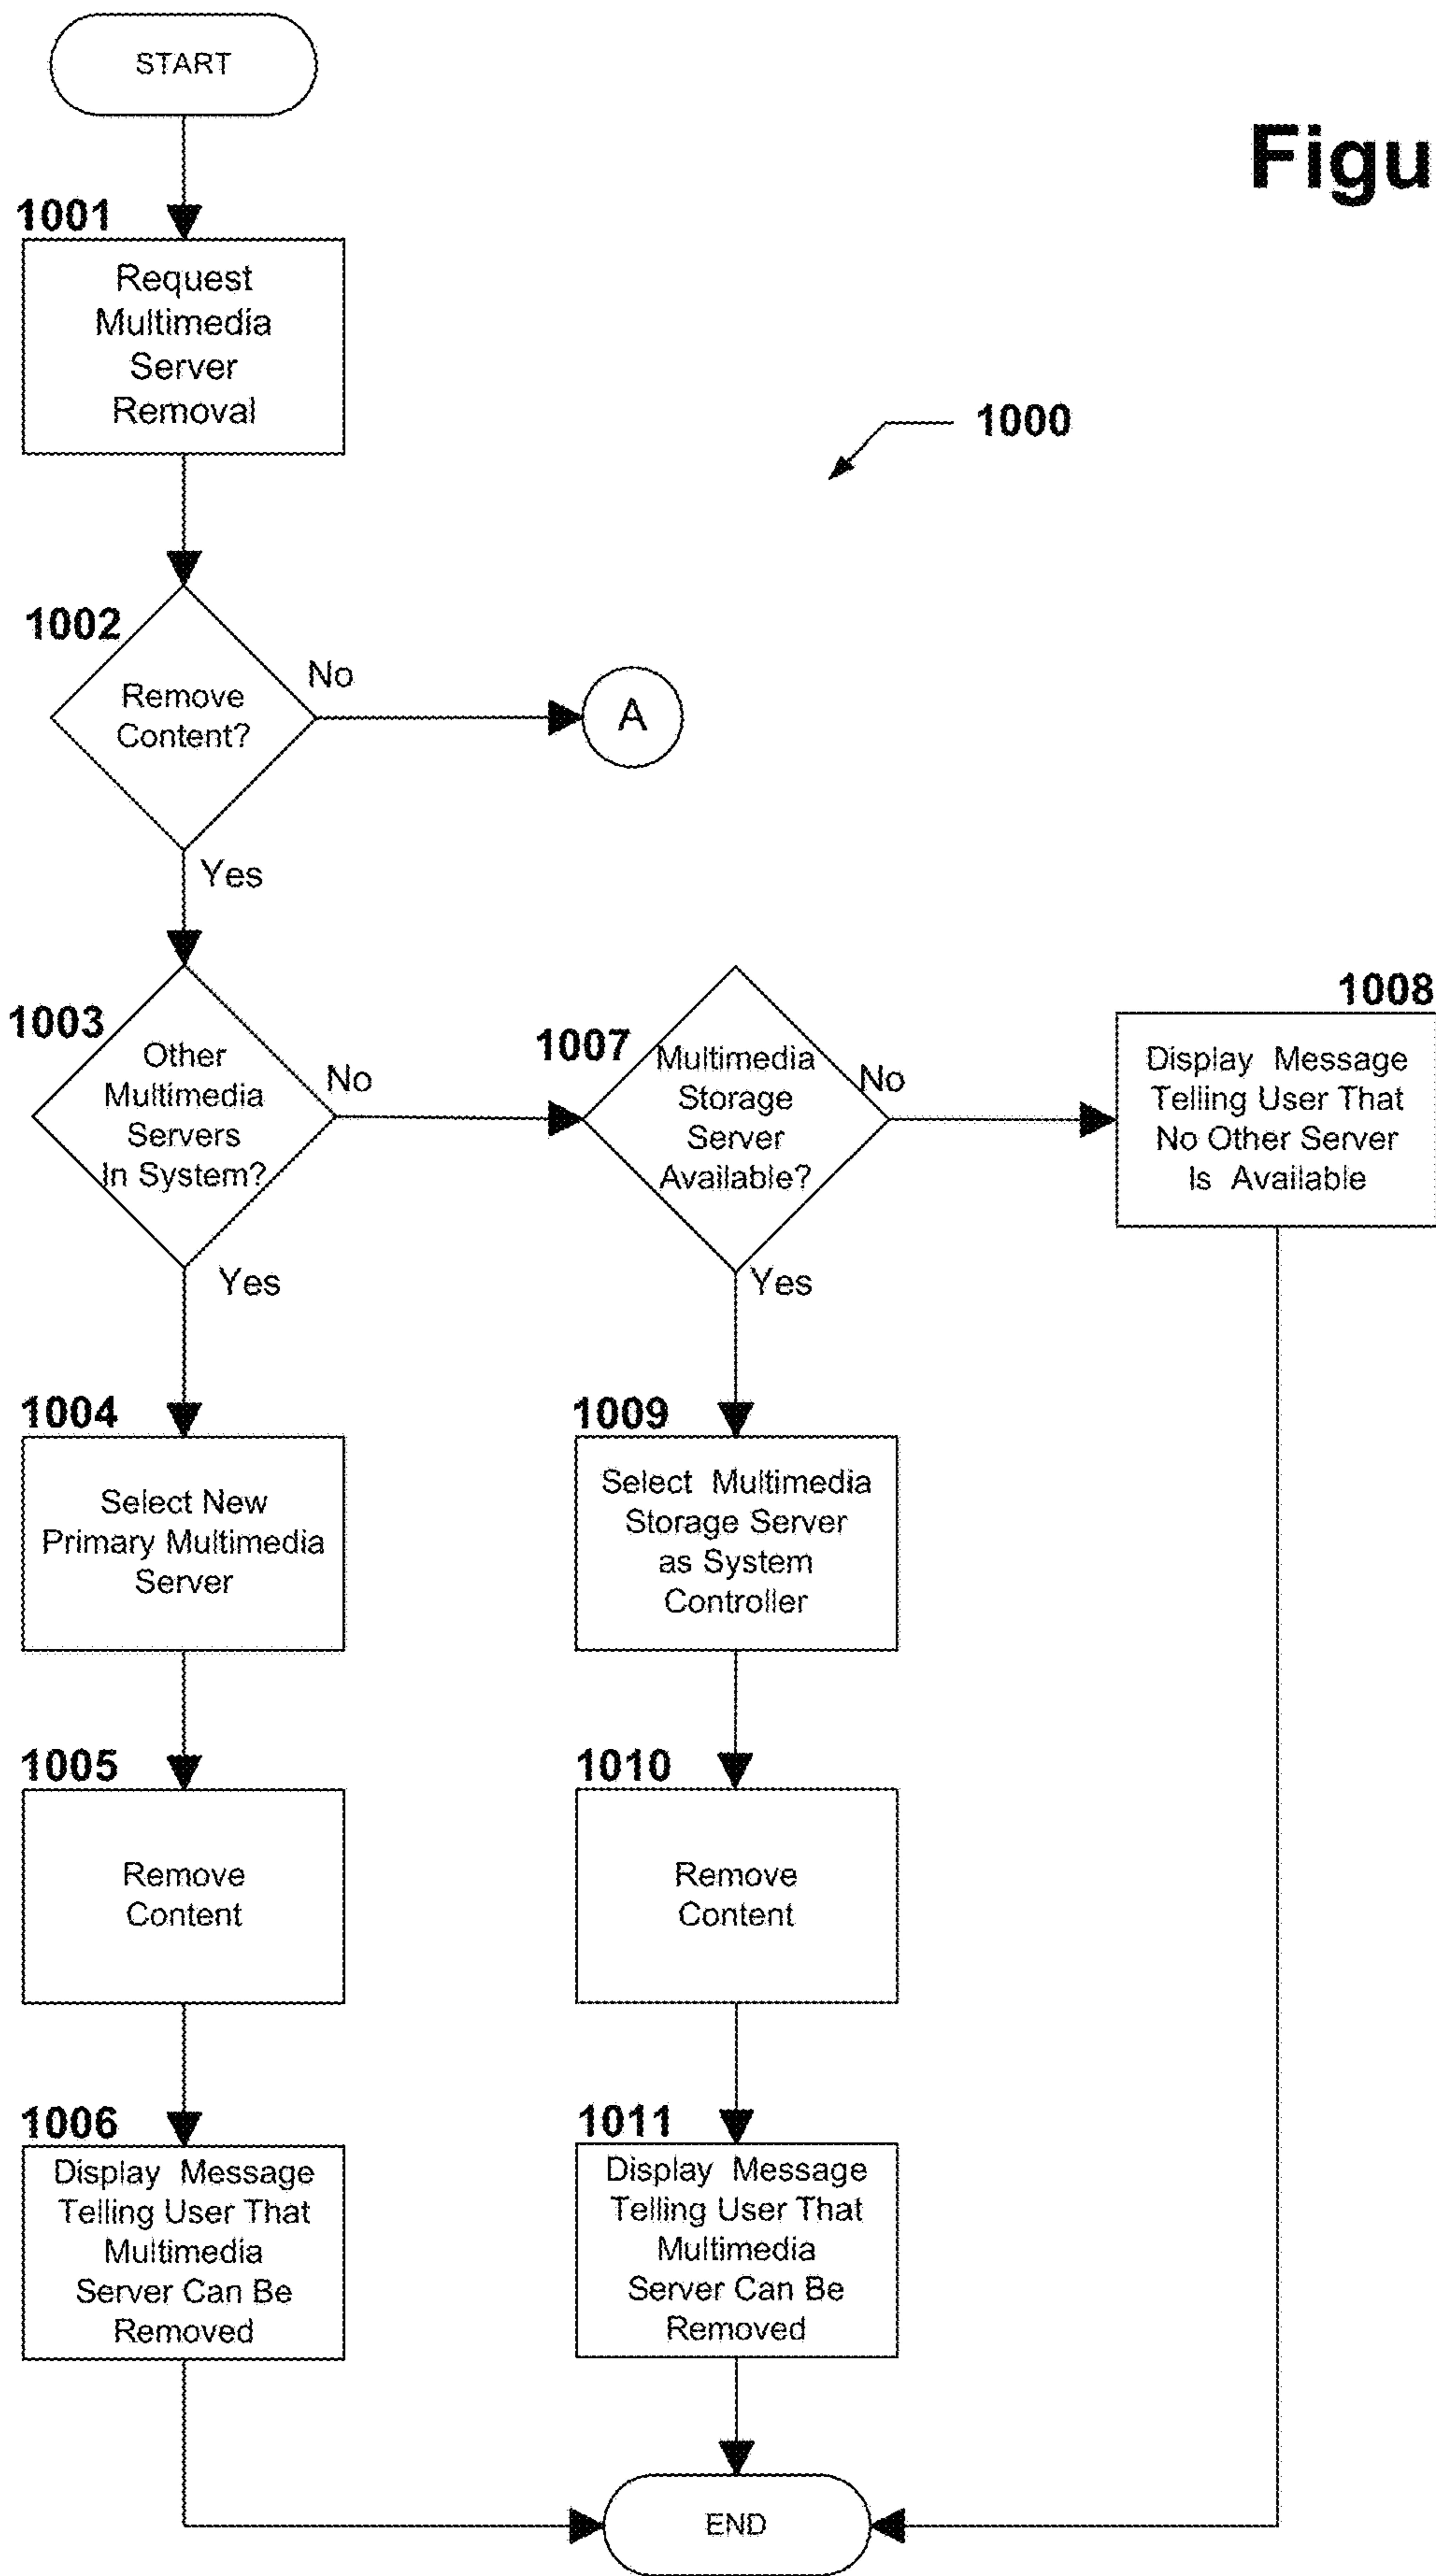 START
Figu
1001
Request
Multimedia
Server
Removal
1000
1002
Remove
Content?
No
A
Yes
1003
Other
Multimedia
Servers
In System?
No
Yes
1007
Multimedia
Storage
Server
Available?
No
Yes
1008
Display Message
Telling User That
No Other Server
Is Available
1004
Select New
Primary Multimedia
Server
1009
Select Multimedia
Storage Server
as System
Controller
1005
Remove
Content
1010
Remove
Content
1006
Display Message
Telling User That
Multimedia
Server Can Be
Removed
1011
Display Message
Telling User That
Multimedia
Server Can Be
Removed
END